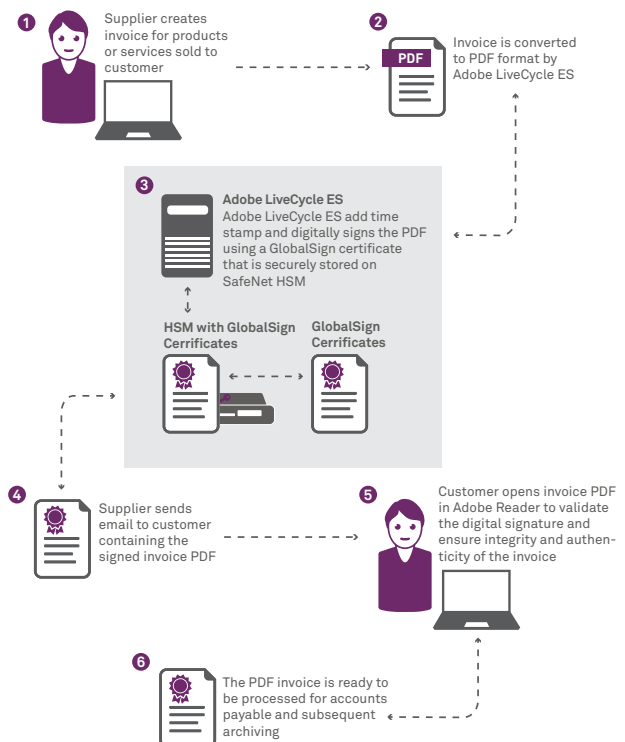 1
Supplier creates
invoice for products
or services sold to
customer
2
PDF
Invoice is converted
to PDF format by
Adobe LiveCycle ES
3
Adobe LiveCycle ES
Adobe LiveCycle ES add time
stamp and digitally signs the PDF
using a GlobalSign certificate
that is securely stored on
SafeNet HSM
HSM with GlobalSign
Cerrificates
GlobalSign
Cerrificates
4
Supplier sends
email to customer
containing the
signed invoice PDF
5
Customer opens invoice PDF
in Adobe Reader to validate
the digital signature and
ensure integrity and authen-
ticity of the invoice
6
The PDF invoice is ready to
be processed for accounts
payable and subsequent
archiving